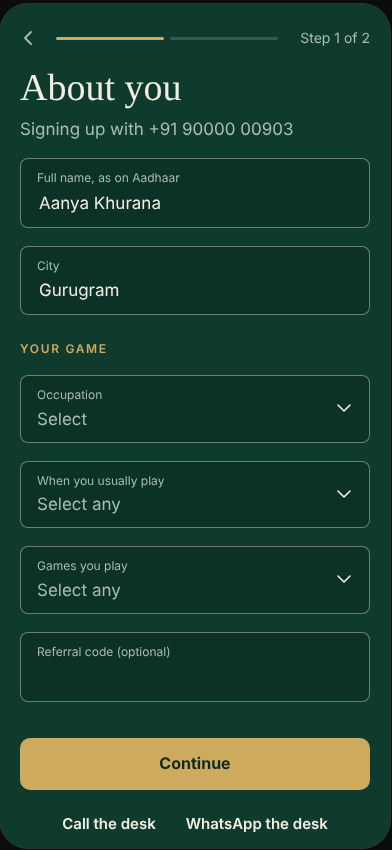 Step 1 of 2
About you
Signing up with +91 90000 00903
Full name, as on Aadhaar
Aanya Khurana
City
Gurugram
YOUR GAME
Occupation
Select
When you usually play
Select any
Games you play
Select any
Referral code (optional)
Continue
Call the desk WhatsApp the desk